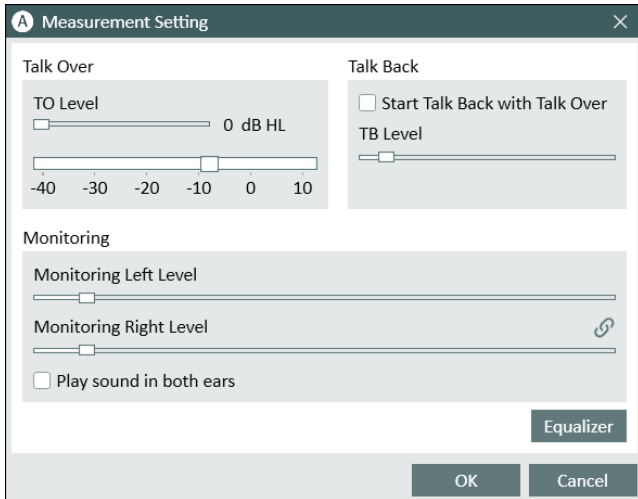 A Measurement Setting
Talk Over
TO Level
0 dB HL
-40 -30 -20 -10 0 10
Talk Back
Start Talk Back with Talk Over
TB Level
Monitoring
Monitoring Left Level
Monitoring Right Level
Play sound in both ears
Equalizer
OK Cancel